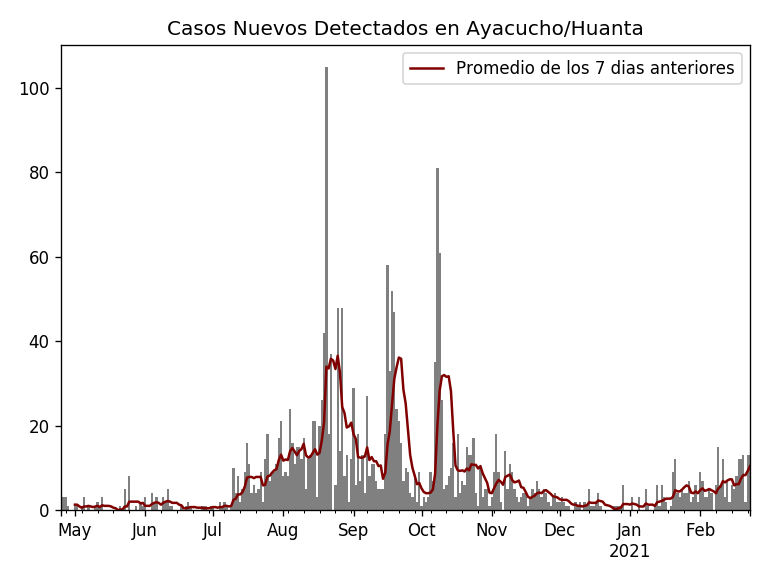 Casos Nuevos Detectados en Ayacucho/Huanta
Promedio de los 7 dias anteriores
100
80
60
40
20
0
May Jun Jul Aug Sep Oct Nov Dec Jan Feb
2021